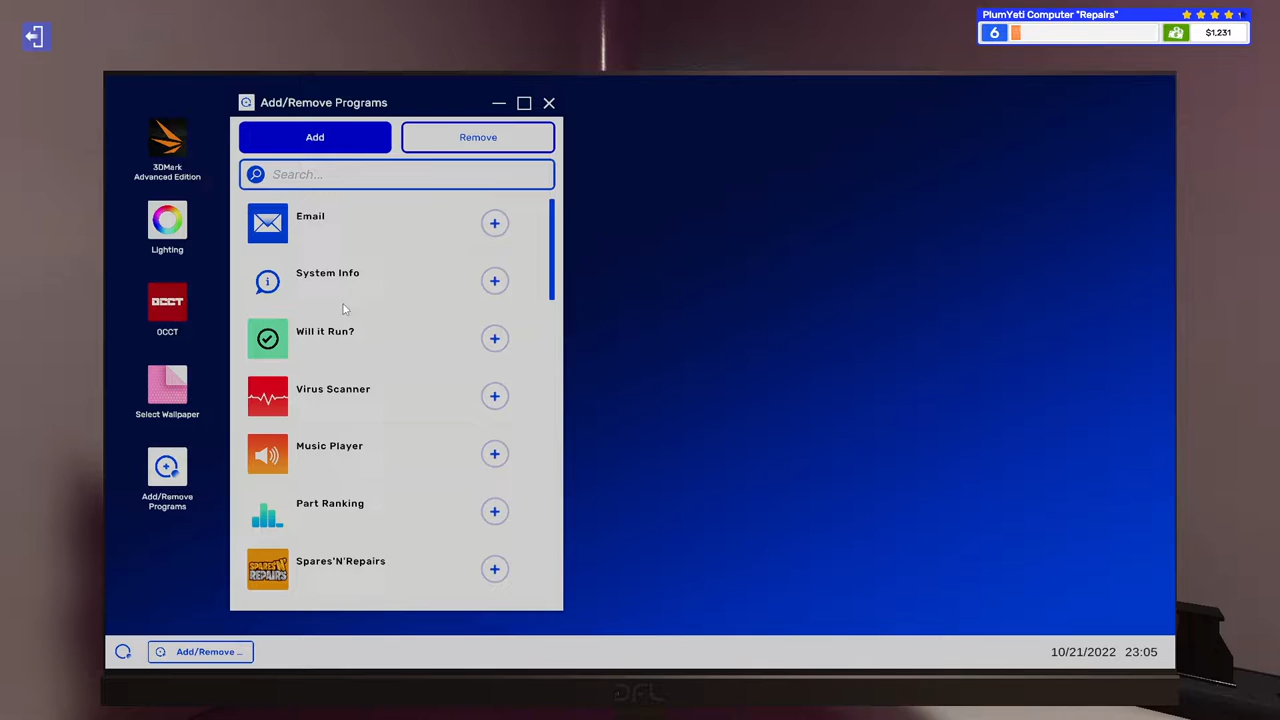 PlumYeti Computer "Repairs"
6
$1,231
Add/Remove Programs
Add
Remove
Search...
Email
System Info
Will it Run?
Virus Scanner
Music Player
Part Ranking
SPARES'N'REPAIRS
Spares'N'Repairs
3DMark
Advanced Edition
Lighting
OCCT
OCCT
Select Wallpaper
Add/Remove
Programs
Add/Remove ...
10/21/2022 23:05
DFL